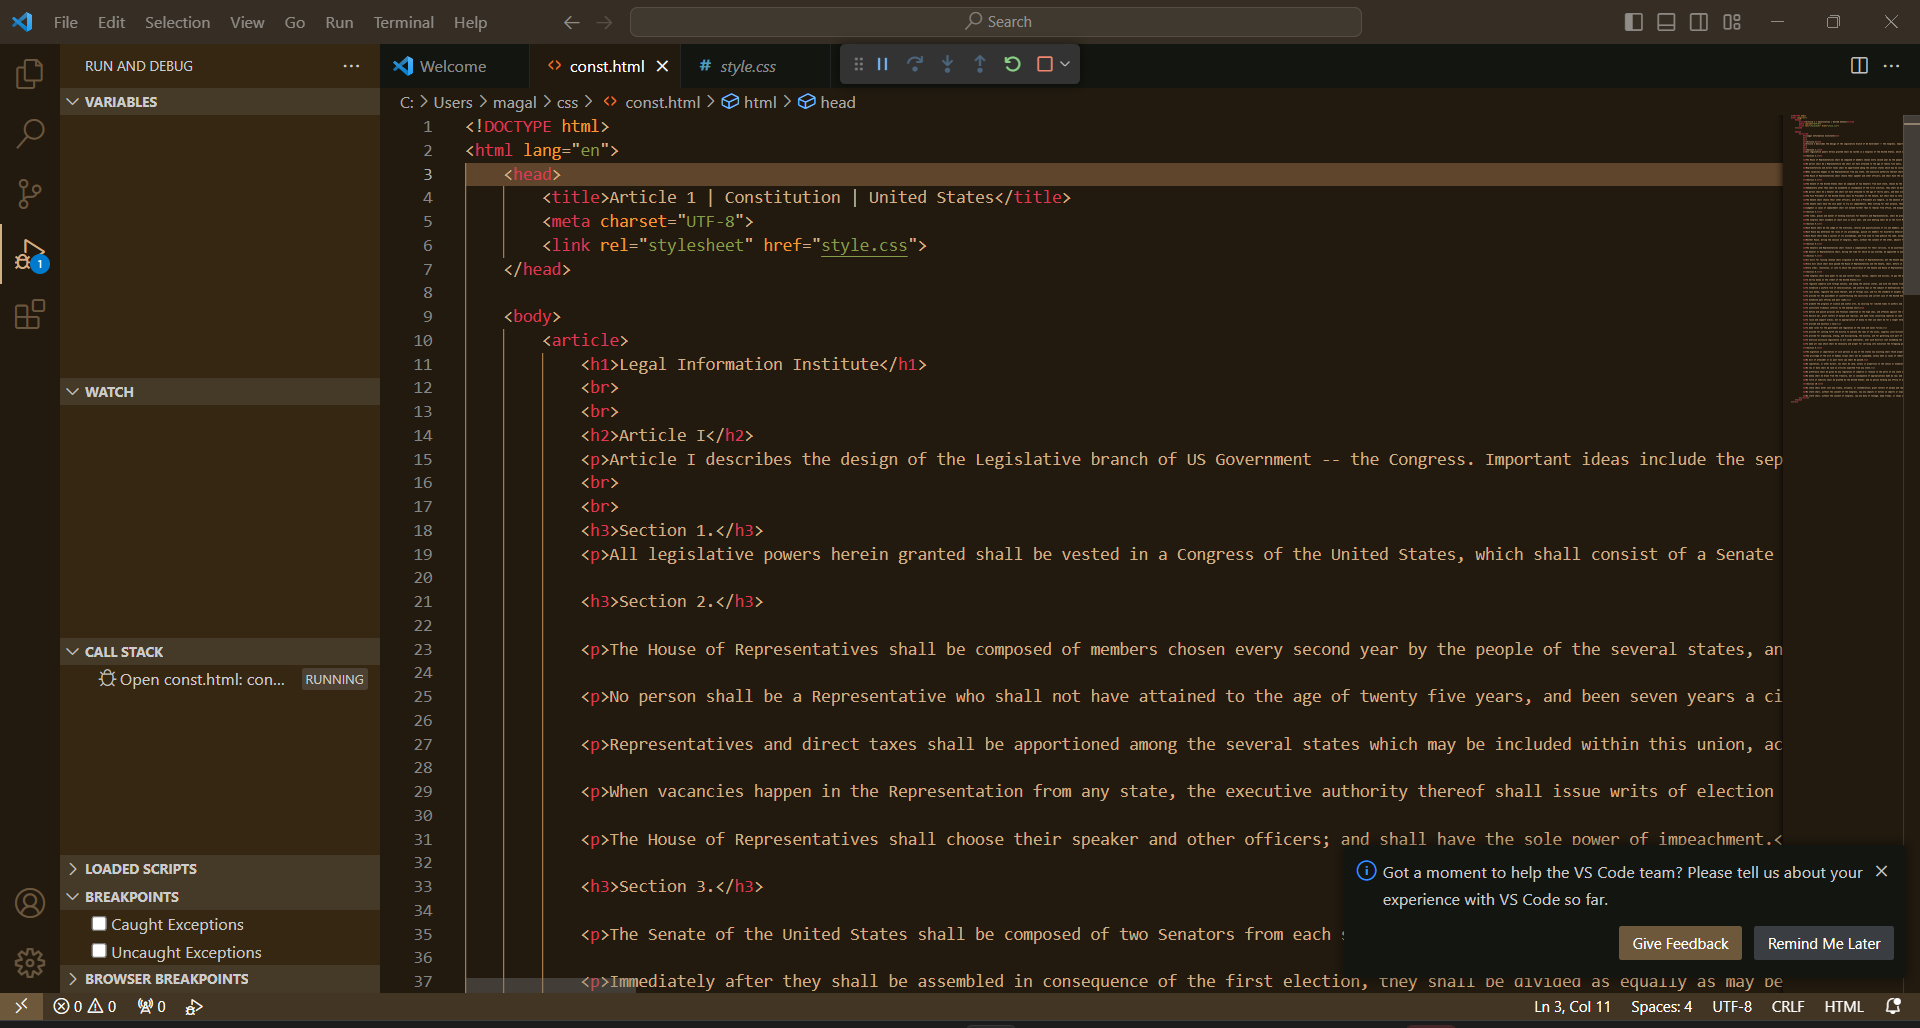 File Edit Selection View Go Run Terminal Help
Search
RUN AND DEBUG
VARIABLES
WATCH
CALL STACK
Open const.html: con... RUNNING
LOADED SCRIPTS
BREAKPOINTS
Caught Exceptions
Uncaught Exceptions
BROWSER BREAKPOINTS
1
Welcome
<> const.html
# style.css
C: > Users > magal > css > <> const.html > html > head
1 <!DOCTYPE html>
2 <html lang="en">
3 <head>
4 <title>Article 1 | Constitution | United States</title>
5 <meta charset="UTF-8">
6 <link rel="stylesheet" href="style.css">
7 </head>
8
9 <body>
10 <article>
11 <h1>Legal Information Institute</h1>
12 <br>
13 <br>
14 <h2>Article I</h2>
15 <p>Article I describes the design of the Legislative branch of US Government -- the Congress. Important ideas include the sep
16 <br>
17 <br>
18 <h3>Section 1.</h3>
19 <p>All legislative powers herein granted shall be vested in a Congress of the United States, which shall consist of a Senate
20
21 <h3>Section 2.</h3>
22
23 <p>The House of Representatives shall be composed of members chosen every second year by the people of the several states, an
24
25 <p>No person shall be a Representative who shall not have attained to the age of twenty five years, and been seven years a ci
26
27 <p>Representatives and direct taxes shall be apportioned among the several states which may be included within this union, ac
28
29 <p>When vacancies happen in the Representation from any state, the executive authority thereof shall issue writs of election
30
31 <p>The House of Representatives shall choose their speaker and other officers; and shall have the sole power of impeachment.<
32
33 <h3>Section 3.</h3>
34
35 <p>The Senate of the United States shall be composed of two Senators from each
36
37 <p>Immediately after they shall be assembled in consequence of the first election, they shall be divided as equally as may be
Got a moment to help the VS Code team? Please tell us about your
experience with VS Code so far.
Give Feedback Remind Me Later
0 0 0
Ln 3, Col 11 Spaces: 4 UTF-8 CRLF HTML